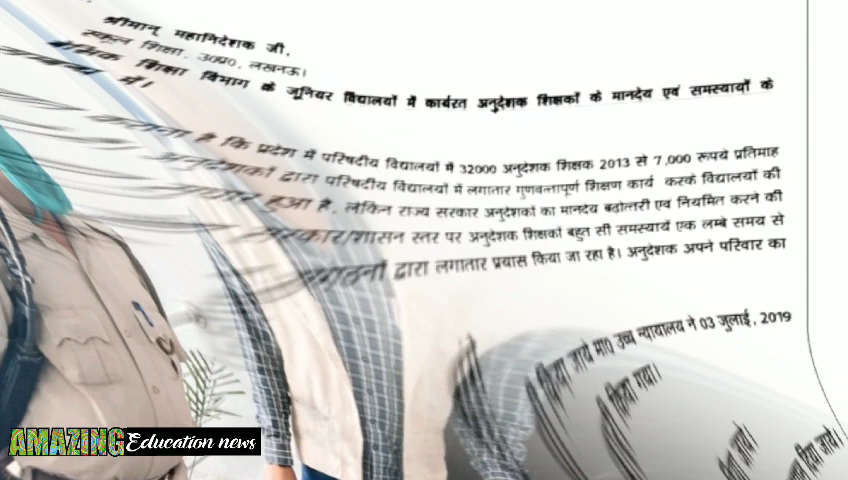 श्रीमान् महानिदेशक जी,
स्कूल शिक्षा, उ०प्र०, लखनऊ।
शिक्षा विभाग के जूनियर विद्यालयों में कार्यरत अनुदेशक शिक्षकों के मानदेय एवं समस्यायों के
में।
है कि प्रदेश में परिषदीय विद्यालयों में 32000 अनुदेशक शिक्षक 2013 से 7,000 रूपये प्रतिमाह
अनुदेशकों द्वारा परिषदीय विद्यालयों में लगातार गुणवत्तापूर्ण शिक्षण कार्य करके विद्यालयों की
हुआ है, लेकिन राज्य सरकार अनुदेशकों का मानदेय बढोत्तरी एवं नियमित करने की
सरकार/शासन स्तर पर अनुदेशक शिक्षकों बहुत सी समस्यायें एक लम्बे समय से
द्वारा लगातार प्रयास किया जा रहा है। अनुदेशक अपने परिवार का
जाये मा0 उच्च न्यायालय ने 03 जुलाई, 2019
किया गया।
जाये।
दिया जाये।
AMAZING Education news